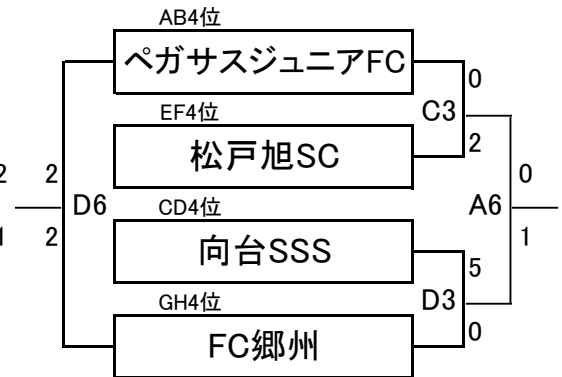 AB4位
ペガサスジュニアFC
0
C3
EF4位
2
松戸旭SC
2 2 0
D6 CD4位 A6
1 2 向台SSS 1
5
D3
GH4位
0
FC郷州